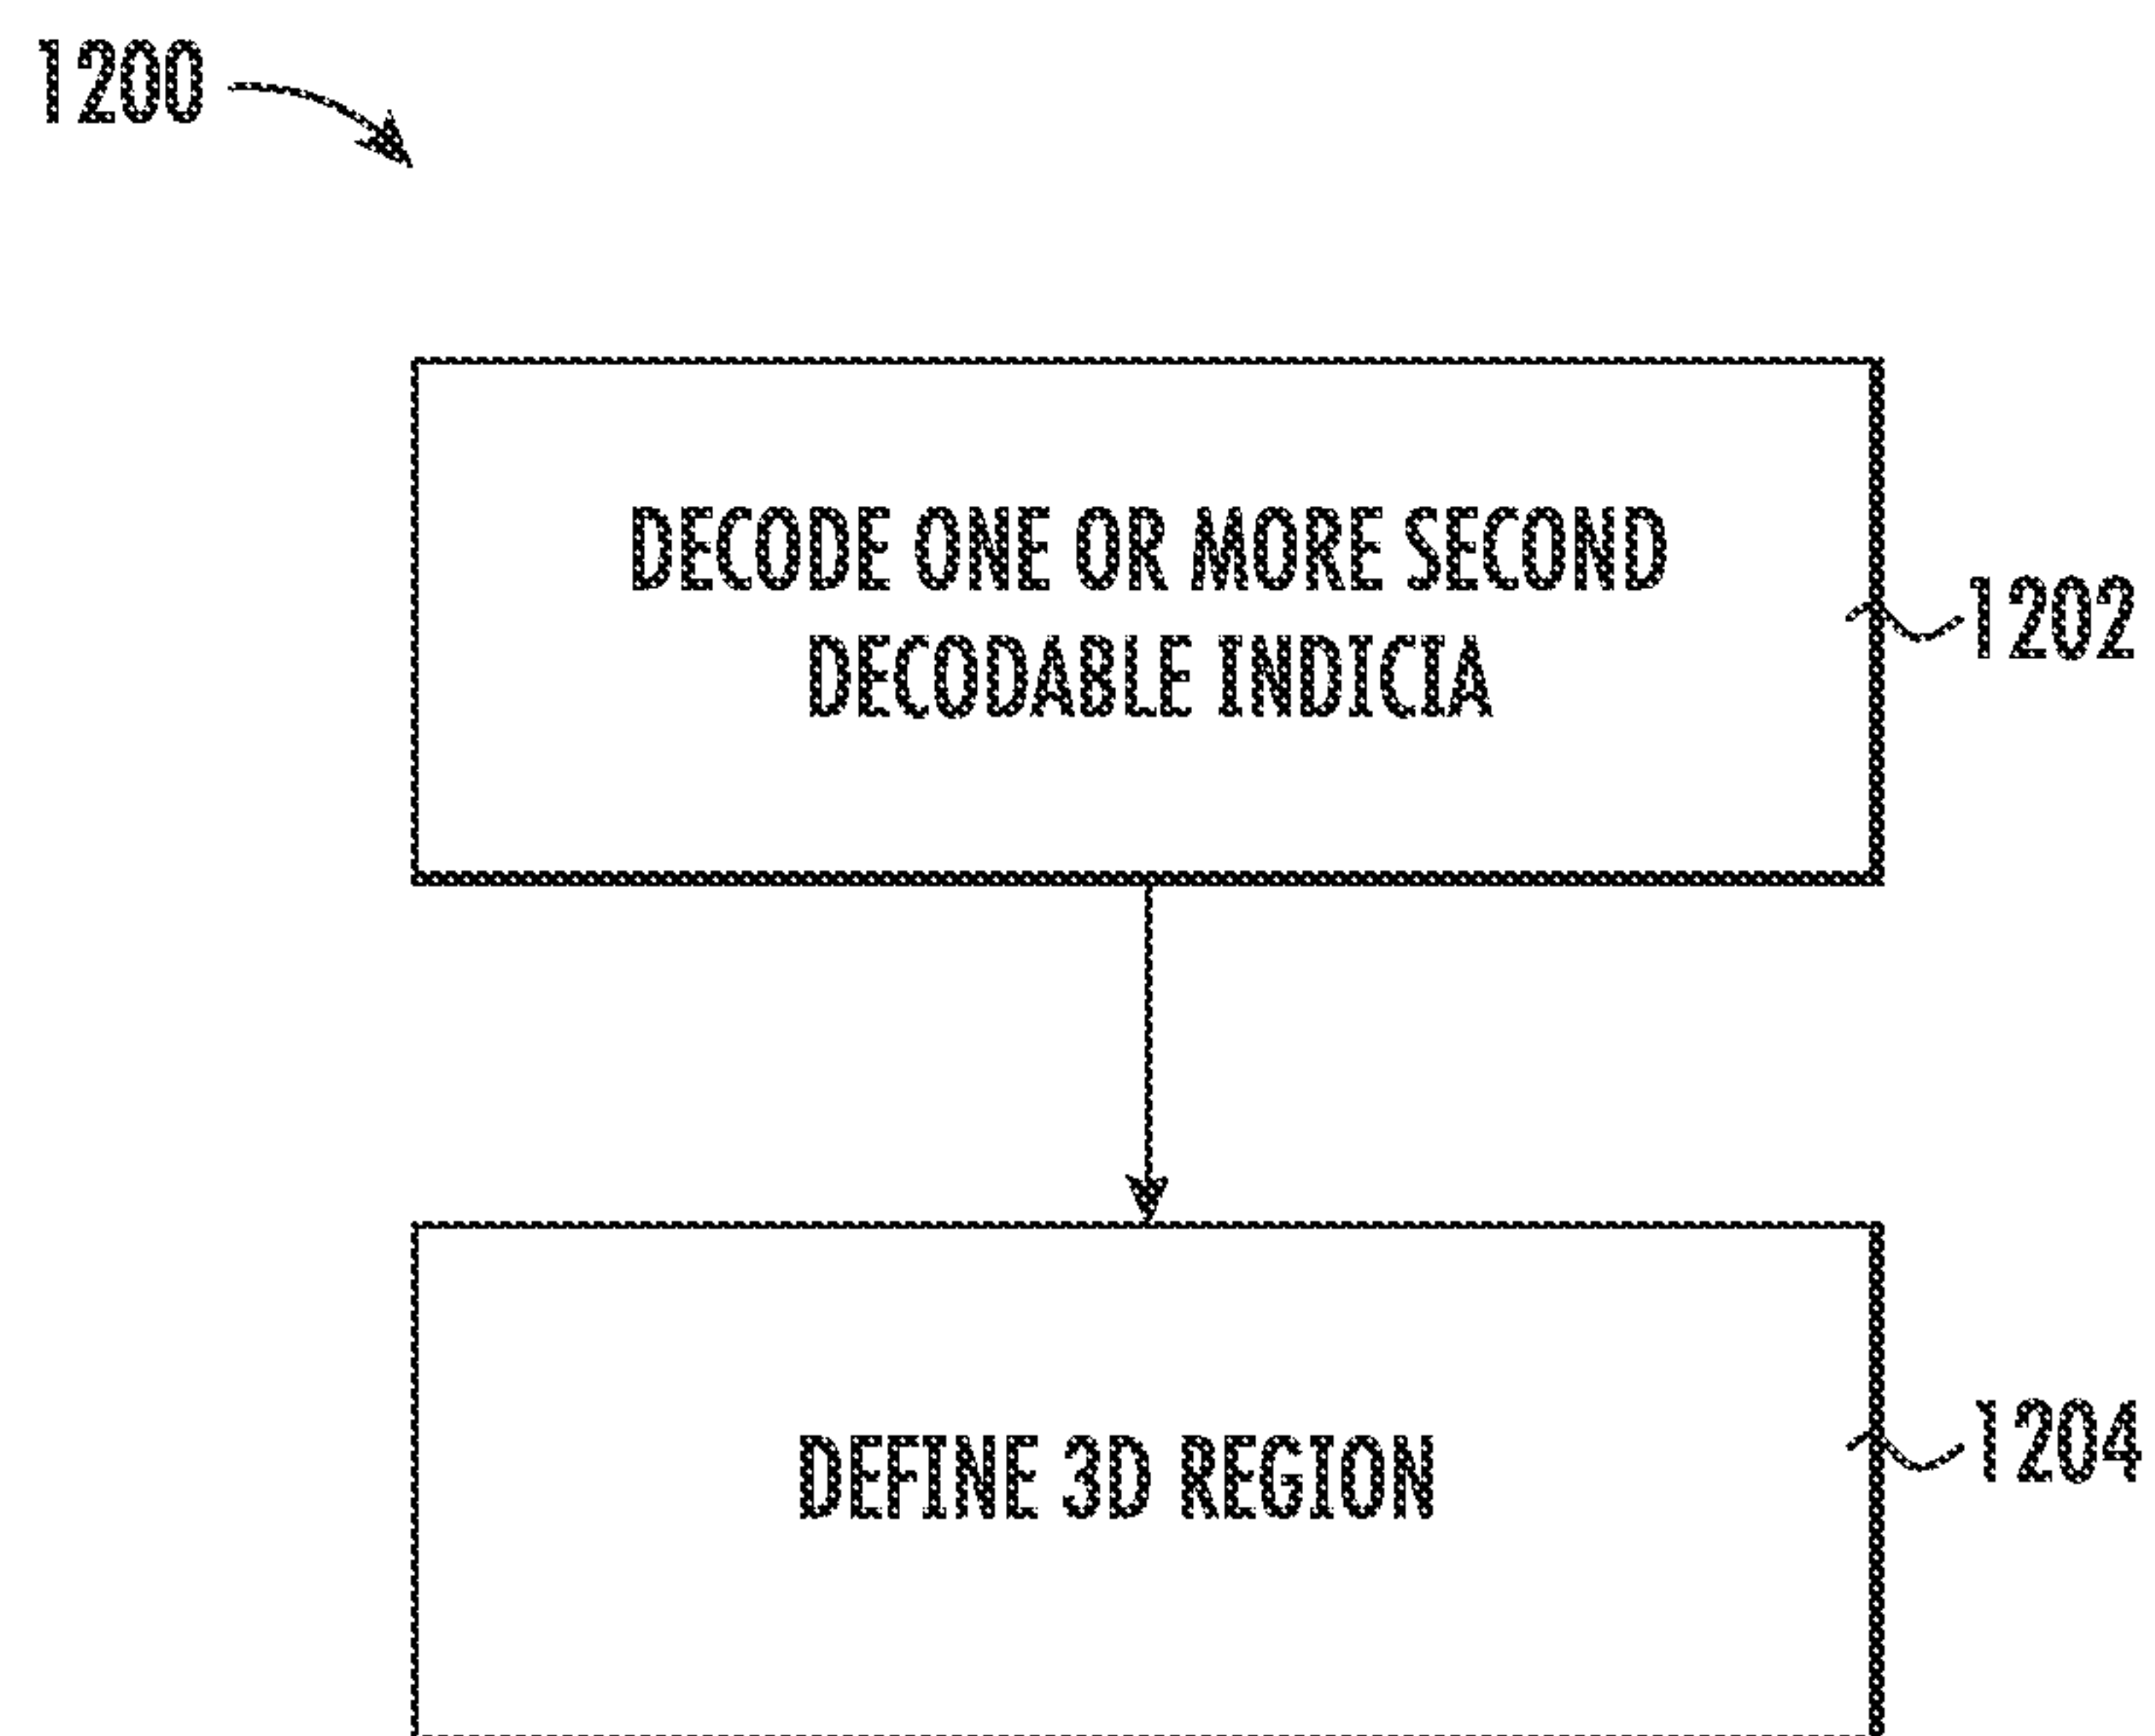 1200
DECODE ONE OR MORE SECOND
DECODABLE INDICIA
1202
DEFINE 3D REGION
1204